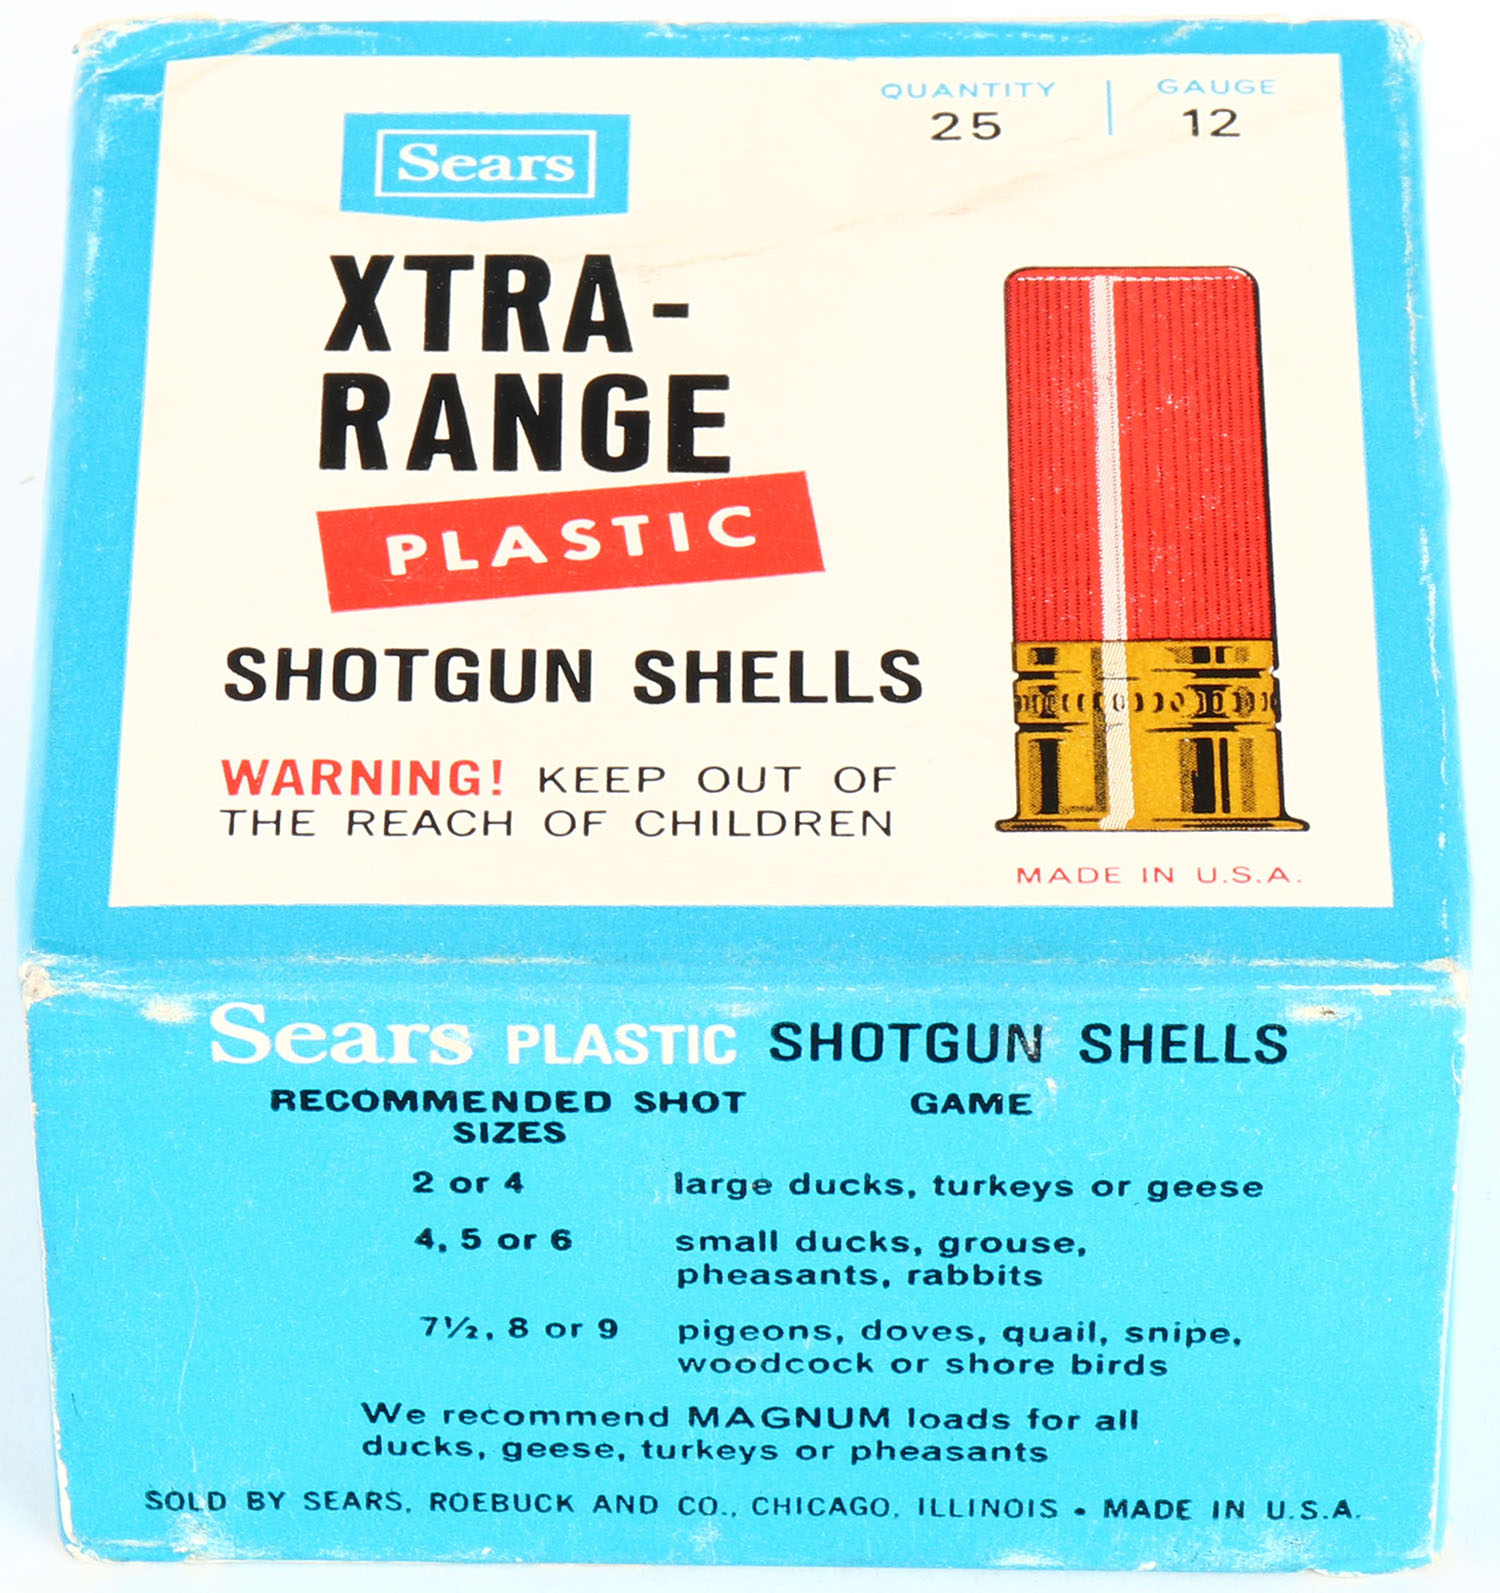 QUANTITY GAUGE
25 12
Sears
XTRA-
RANGE
PLASTIC
SHOTGUN SHELLS
WARNING! KEEP OUT OF
THE REACH OF CHILDREN
MADE IN U.S.A.
Sears PLASTIC SHOTGUN SHELLS
RECOMMENDED SHOT GAME
SIZES
2 or 4 large ducks, turkeys or geese
4, 5 or 6 small ducks, grouse,
pheasants, rabbits
7½, 8 or 9 pigeons, doves, quail, snipe,
woodcock or shore birds
We recommend MAGNUM loads for all
ducks, geese, turkeys or pheasants
SOLD BY SEARS, ROEBUCK AND CO., CHICAGO, ILLINOIS • MADE IN U.S.A.